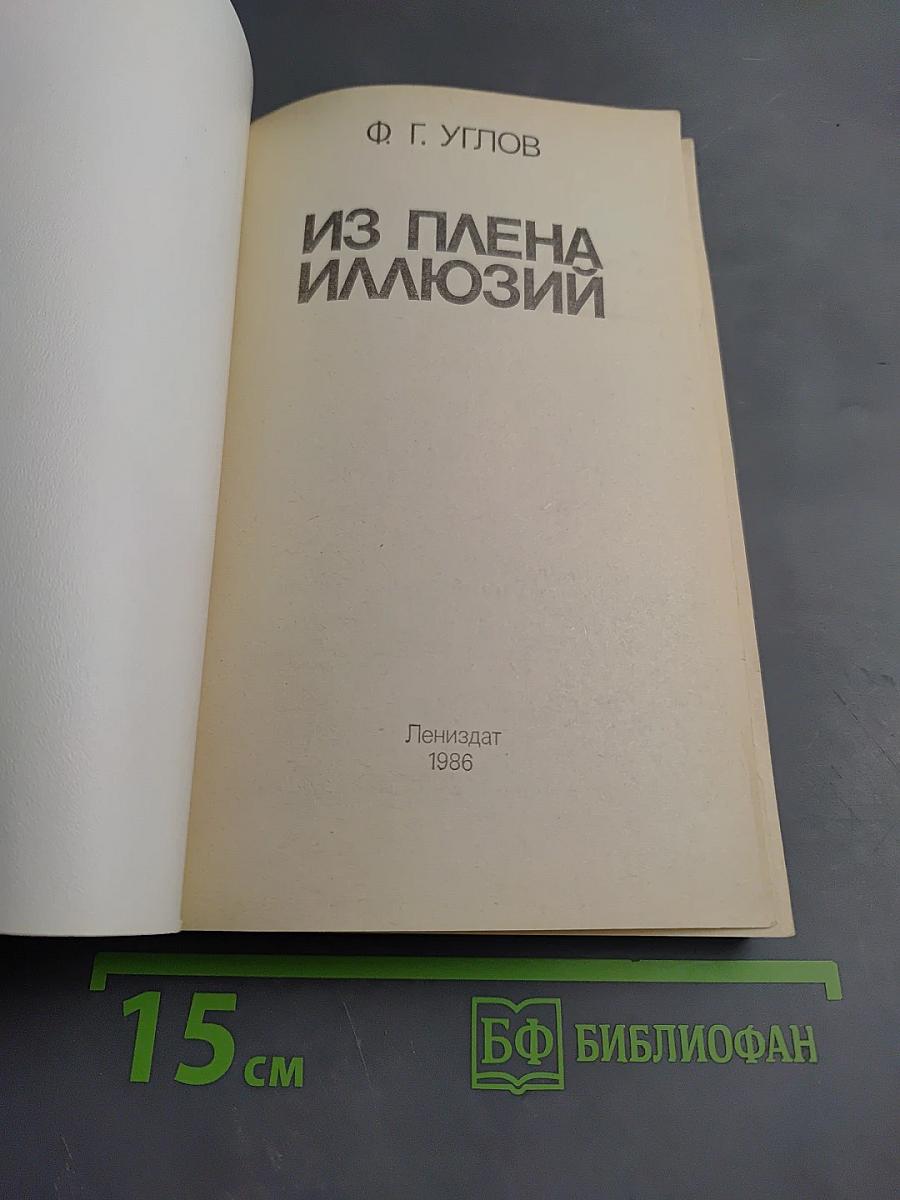 Ф. Г. УГЛОВ
ИЗ ПЛЕНА
ИЛЛЮЗИЙ
Лениздат
1986
15 см
БФ БИБЛИОФАН